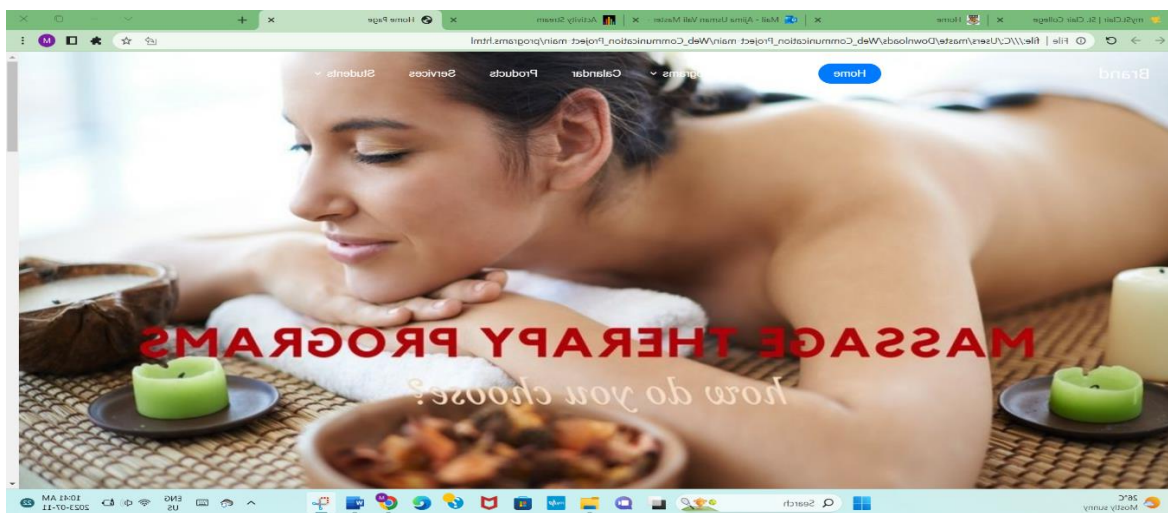 mySt.Clair | St. Clair College Home Mail - Ajima Uman Vali Master Activity Stream Home Page
File | file:///C:/Users/maste/Downloads/Web_Communication_Project-main/Web_Communication_Project-main/programs.html M
Brand Home Programs Calandar Products Services Students
MASSAGE THERAPY PROGRAMS
how do you choose?
26°C
Mostly sunny
Search
ENG
US
10:41 AM
2023-07-11